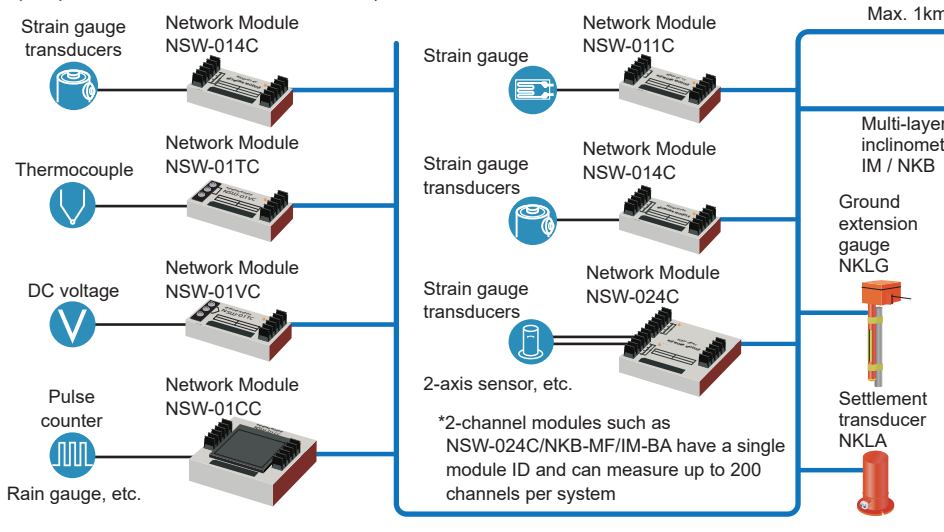 Strain gauge
transducers
Network Module
NSW-014C
Thermocouple
Network Module
NSW-01TC
DC voltage
Network Module
NSW-01VC
Pulse
counter
Network Module
NSW-01CC
Rain gauge, etc.
Strain gauge
Network Module
NSW-011C
Strain gauge
transducers
Network Module
NSW-014C
Strain gauge
transducers
Network Module
NSW-024C
2-axis sensor, etc.
*2-channel modules such as
NSW-024C/NKB-MF/IM-BA have a single
module ID and can measure up to 200
channels per system
Max. 1km
Multi-layer
inclinomet
IM / NKB
Ground
extension
gauge
NKLG
Settlement
transducer
NKLA